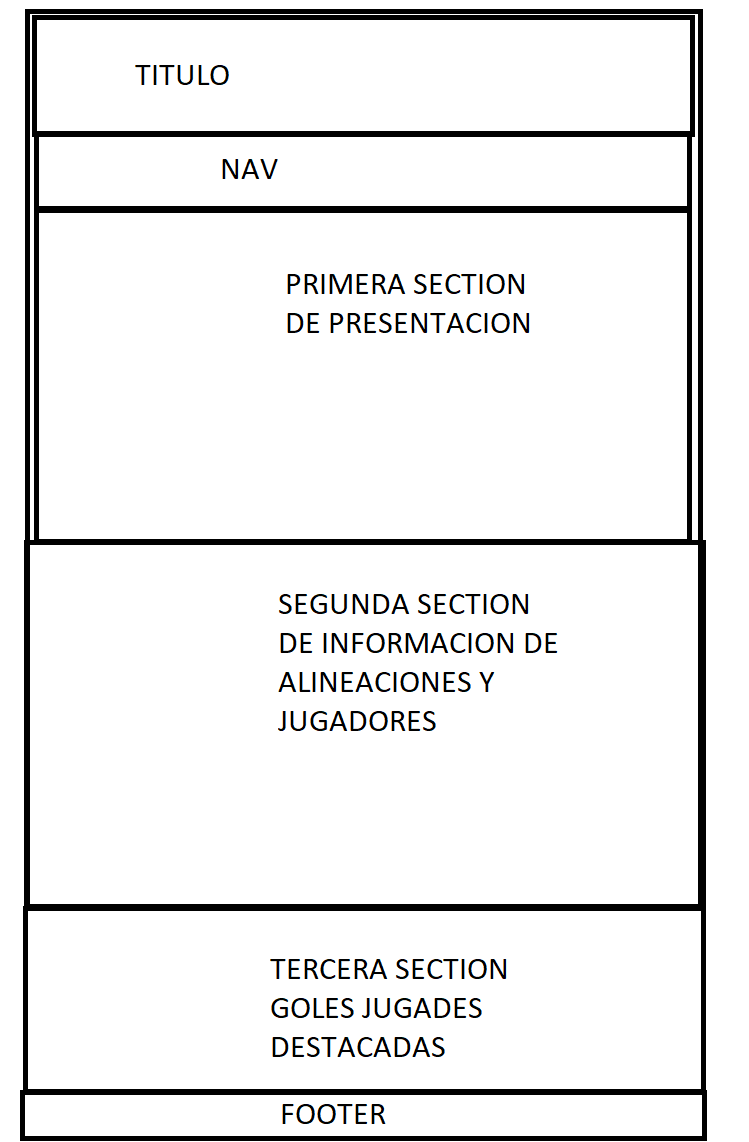 TITULO
NAV
PRIMERA SECTION
DE PRESENTACION
SEGUNDA SECTION
DE INFORMACION DE
ALINEACIONES Y
JUGADORES
TERCERA SECTION
GOLES JUGADES
DESTACADAS
FOOTER